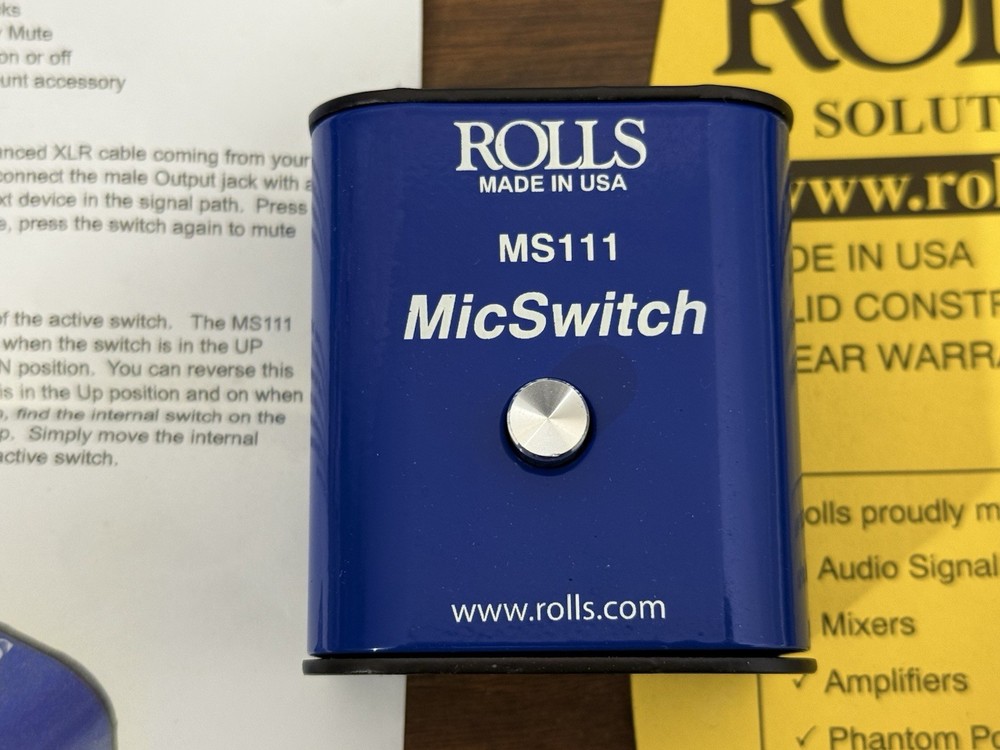 ks
Mute
on or off
unt accessory
anced XLR cable coming from your
connect the male Output jack with a
xt device in the signal path. Press
e, press the switch again to mute
of the active switch. The MS111
when the switch is in the UP
N position. You can reverse this
is in the Up position and on when
, find the internal switch on the
p. Simply move the internal
active switch.
ROLLS
MADE IN USA
MS111
MicSwitch
www.rolls.com
ROL
SOLUT
www.rol
DE IN USA
LID CONSTR
EAR WARRA
olls proudly m
Audio Signal
Mixers
✓ Amplifiers
✓ Phantom Po